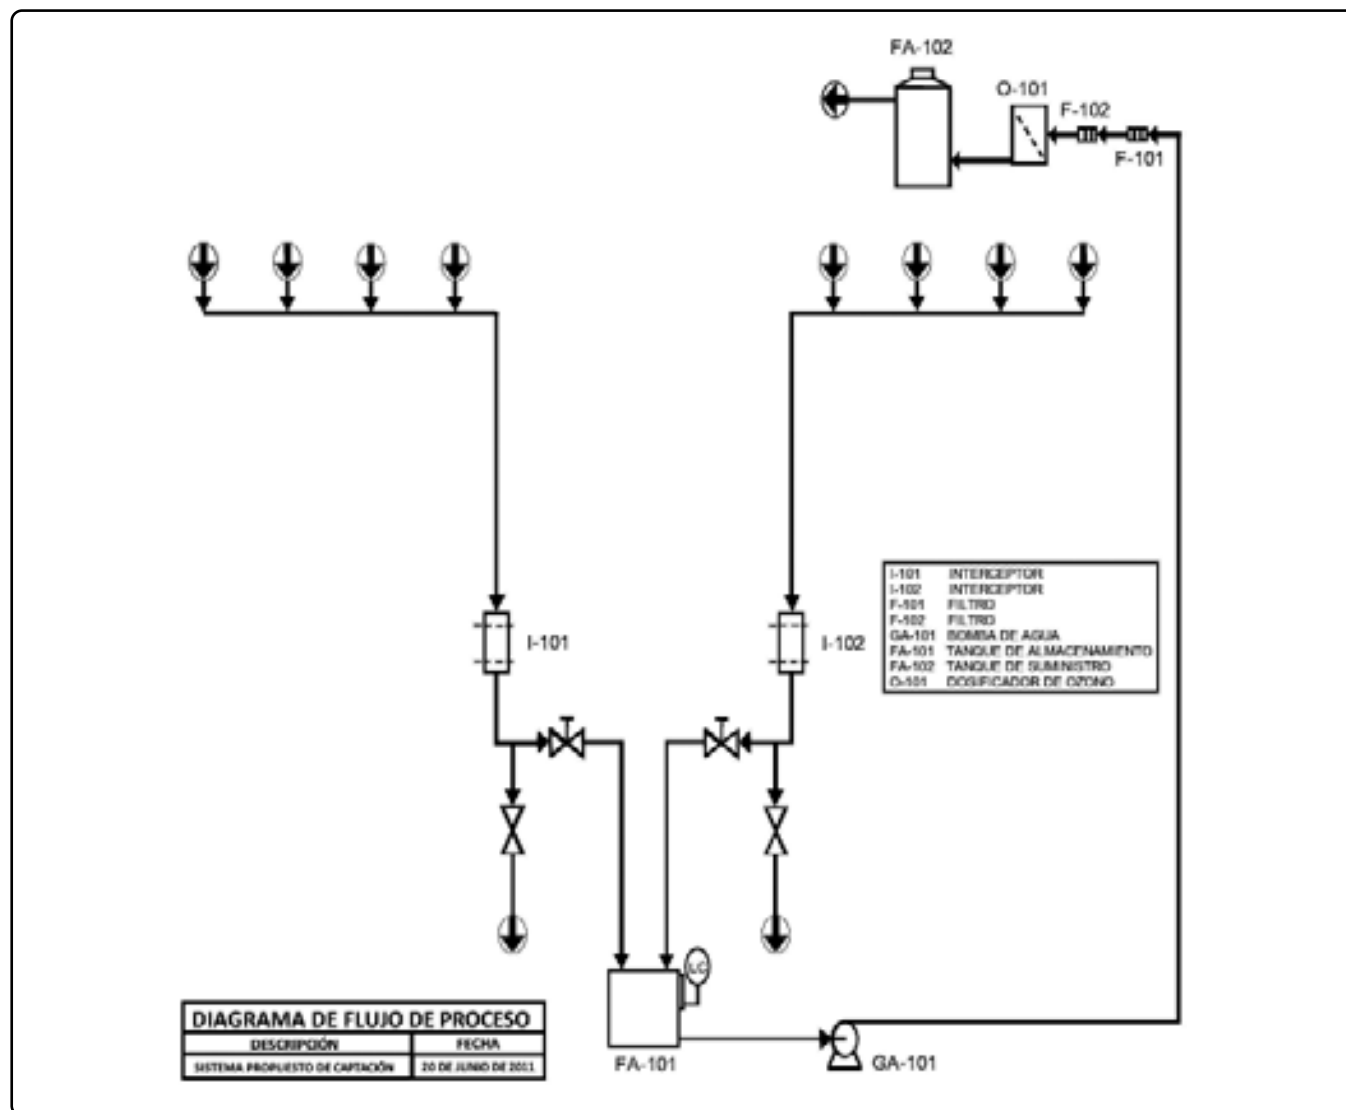 FA-102
O-101
F-102
F-101
I-101 INTERCEPTOR
I-102 INTERCEPTOR
F-101 FILTRO
F-102 FILTRO
GA-101 BOMBA DE AGUA
FA-101 TANQUE DE ALMACENAMIENTO
FA-102 TANQUE DE SUMINISTRO
O-101 DOSIFICADOR DE OZONO
I-101
I-102
LC
FA-101
GA-101
DIAGRAMA DE FLUJO DE PROCESO
DESCRIPCIÓN FECHA
SISTEMA PROPUESTO DE CAPTACIÓN 20 DE JUNIO DE 2011